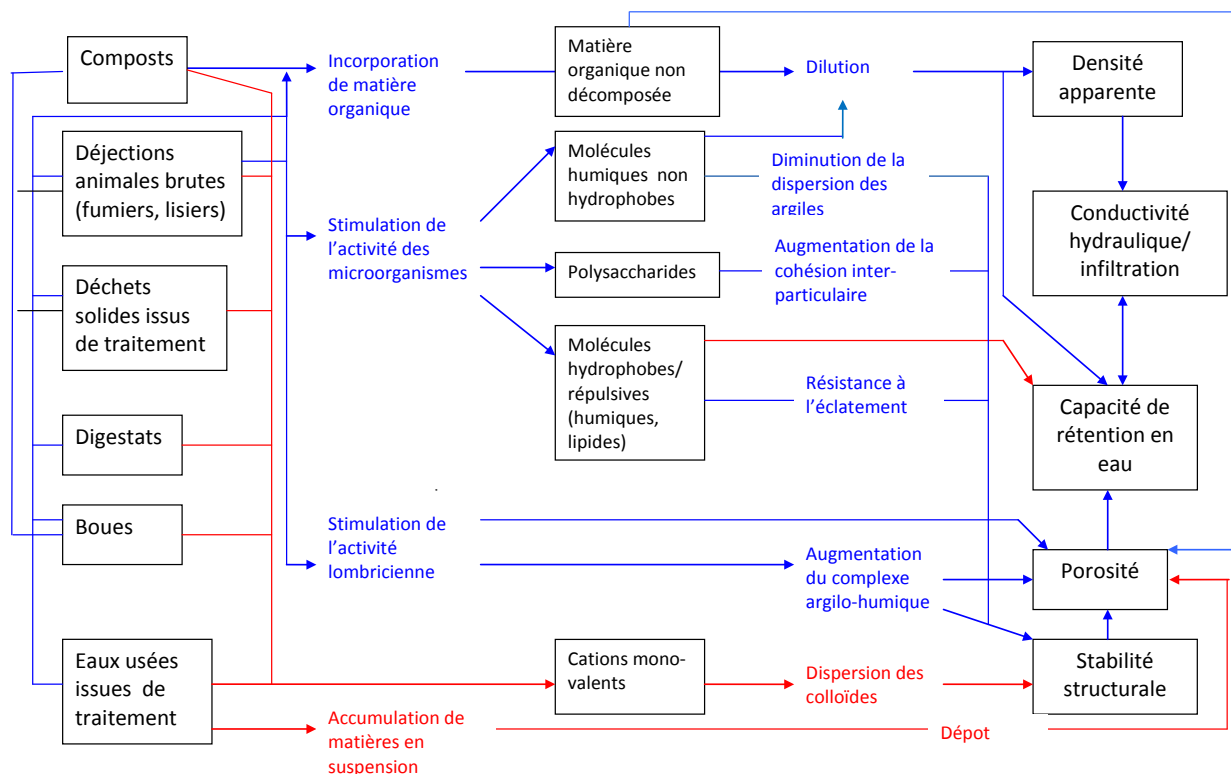 Composts
Déjections
animales brutes
(fumiers, lisiers)
Déchets
solides issus
de traitement
Digestats
Boues
Eaux usées
issues de
traitement
Incorporation
de matière
organique
Stimulation de
l’activité des
microorganismes
Stimulation de
l’activité
lombricienne
Accumulation de
matières en
suspension
Matière
organique non
décomposée
Molécules
humiques non
hydrophobes
Polysaccharides
Molécules
hydrophobes/
répulsives
(humiques,
lipides)
Cations mono-
valents
Dilution
Diminution de la
dispersion des
argiles
Augmentation de la
cohésion inter-
particulaire
Résistance à
l’éclatement
Augmentation
du complexe
argilo-humique
Dispersion des
colloïdes
Dépot
Densité
apparente
Conductivité
hydraulique/
infiltration
Capacité de
rétention en
eau
Porosité
Stabilité
structurale